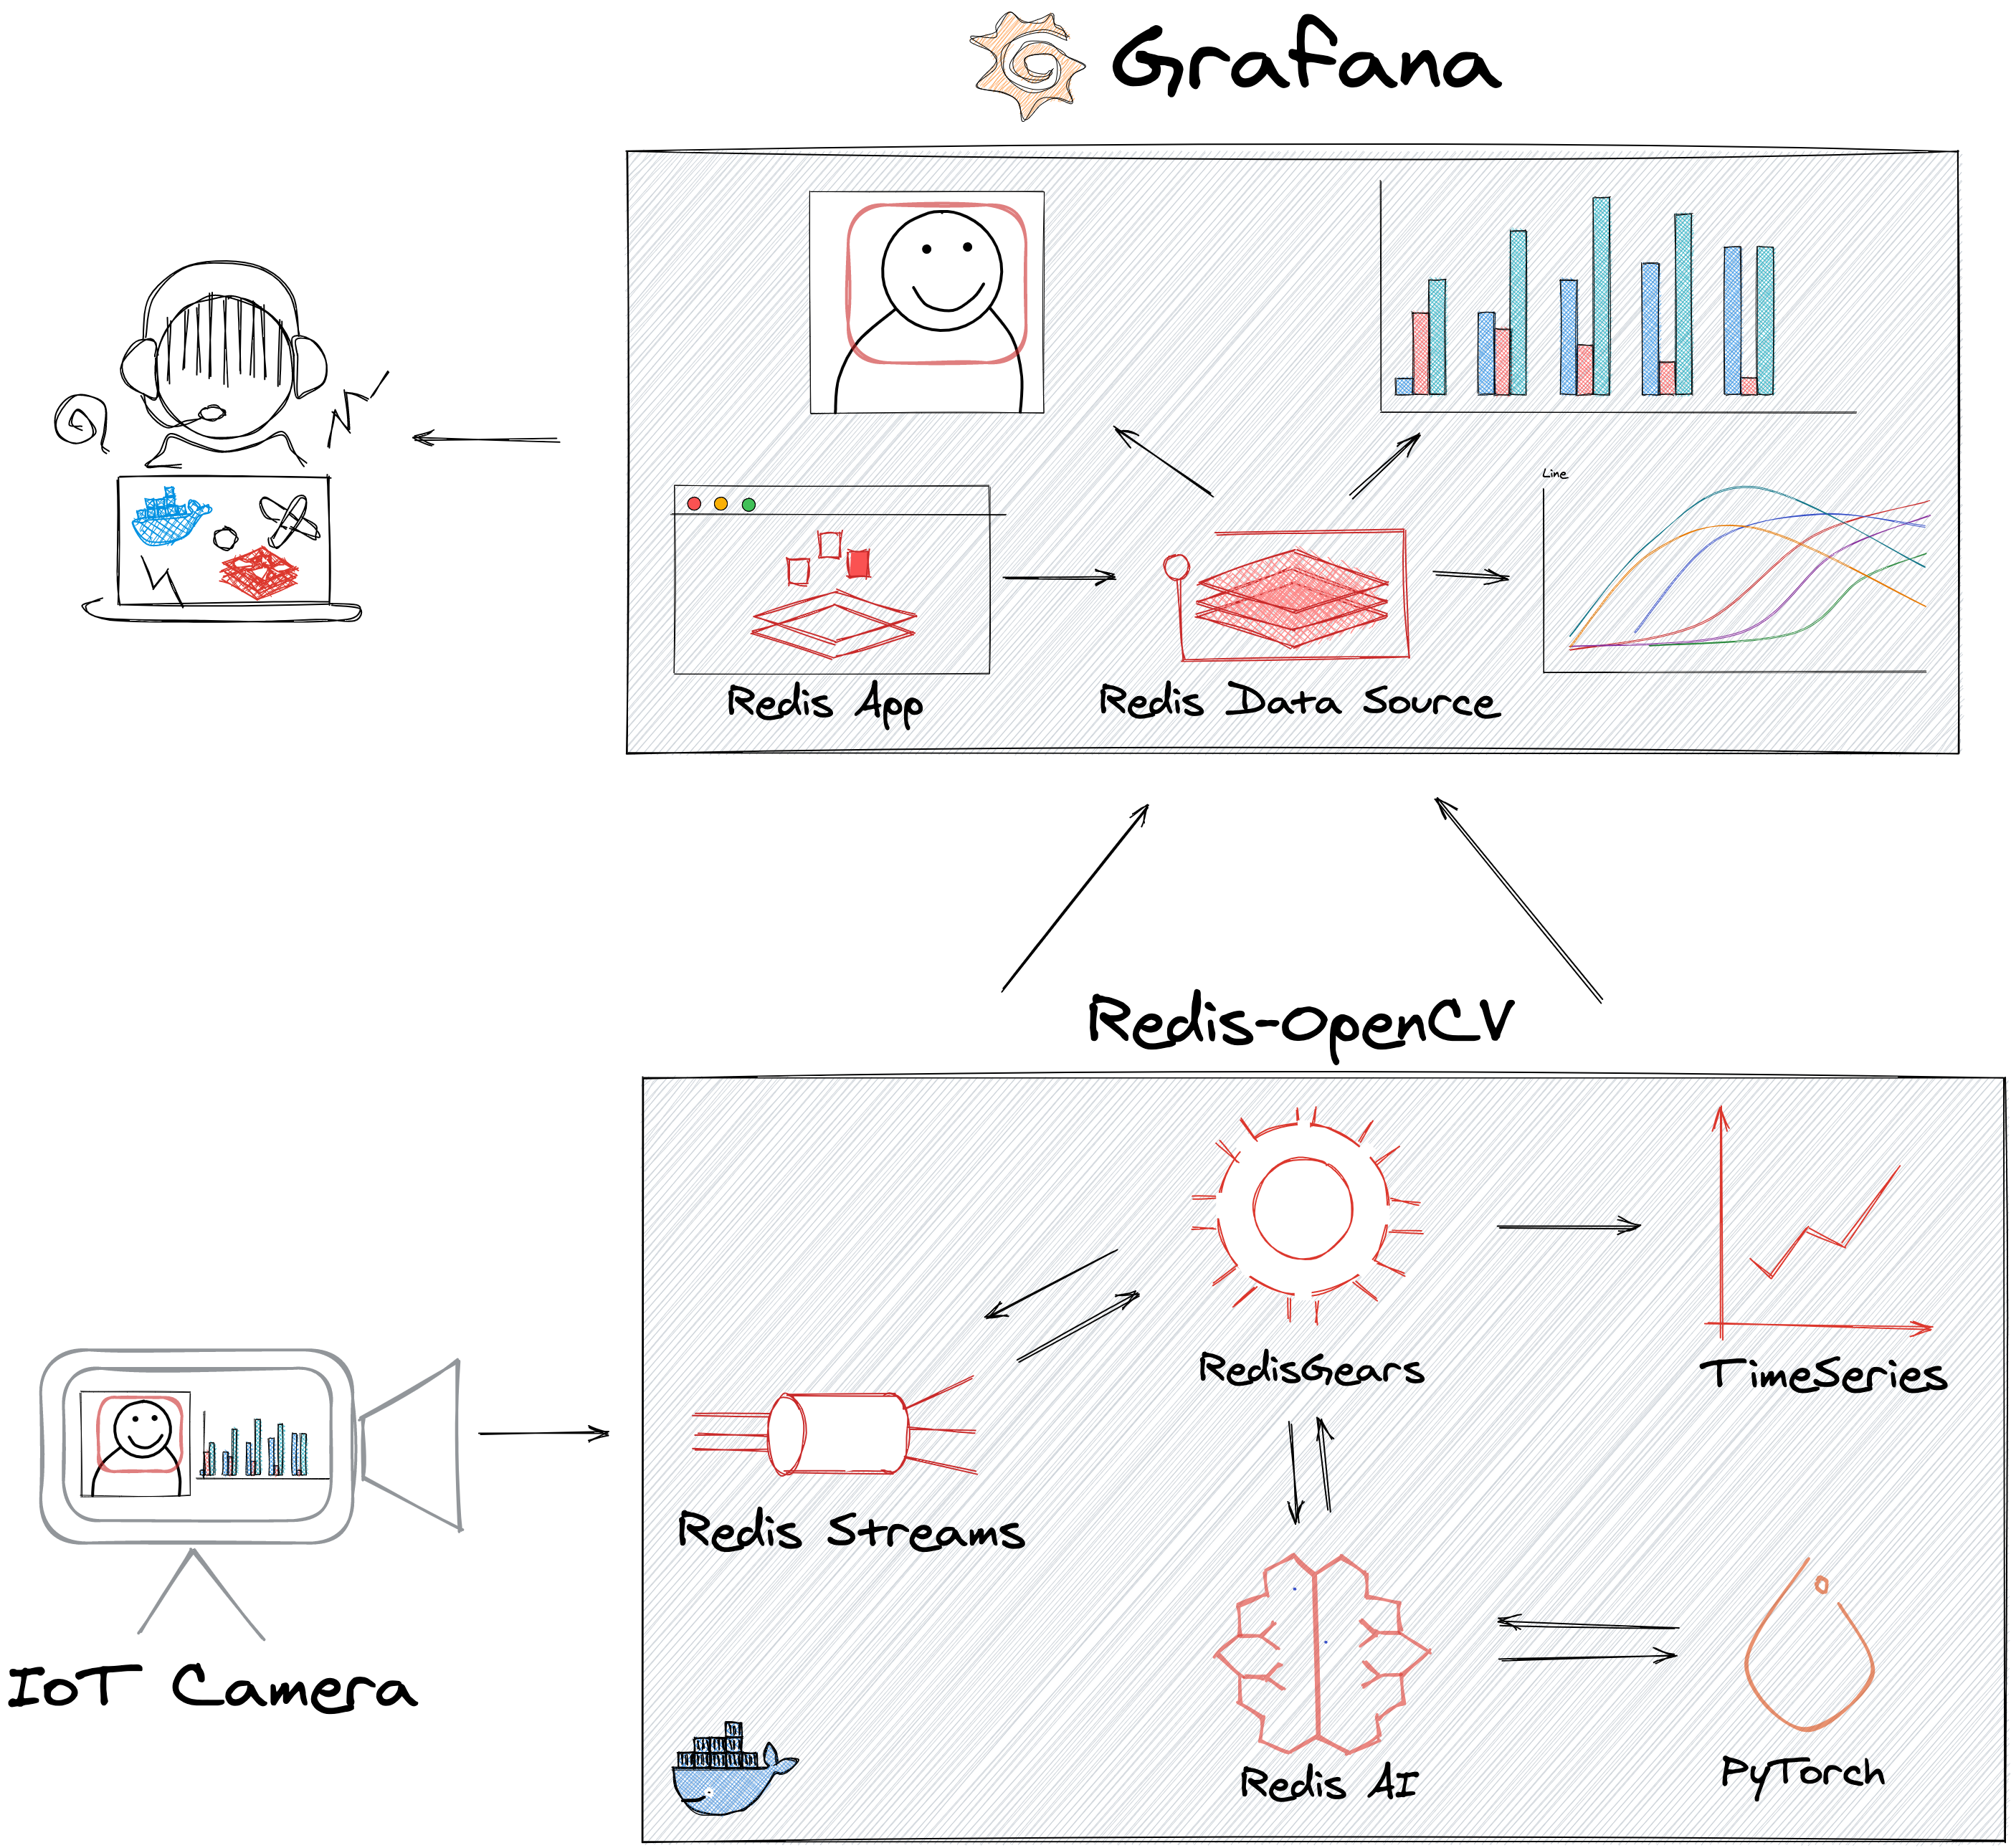 Grafana
Line
Redis App
Redis Data Source
Redis-OpenCV
RedisGears
TimeSeries
Redis Streams
IoT Camera
Redis AI
PyTorch